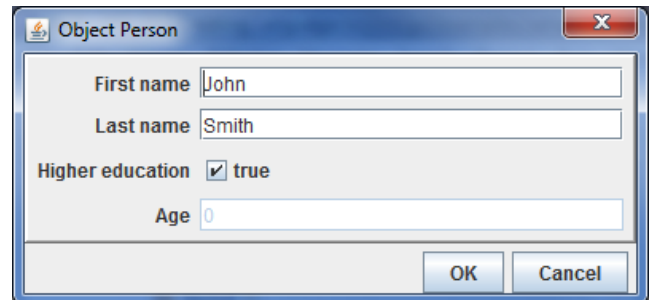 Object Person
First name John
Last name Smith
Higher education true
Age 0
OK Cancel